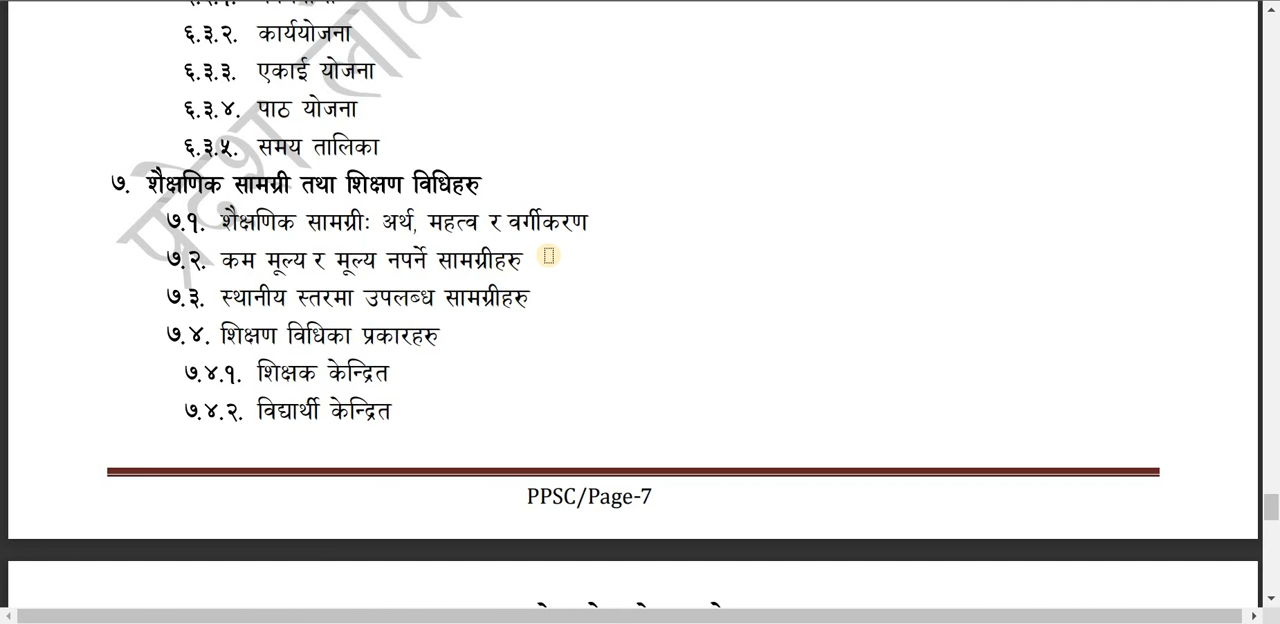 ६.३.२. कार्ययोजना
६.३.३. एकाई योजना
६.३.४. पाठ योजना
६.३.५. समय तालिका
७. शैक्षणिक सामग्री तथा शिक्षण विधिहरु
७.१. शैक्षणिक सामग्रीः अर्थ, महत्व र वर्गीकरण
७.२. कम मूल्य र मूल्य नपर्ने सामग्रीहरु
७.३. स्थानीय स्तरमा उपलब्ध सामग्रीहरु
७.४. शिक्षण विधिका प्रकारहरु
७.४.१. शिक्षक केन्द्रित
७.४.२. विद्यार्थी केन्द्रित
PPSC/Page-7
प्रदेश